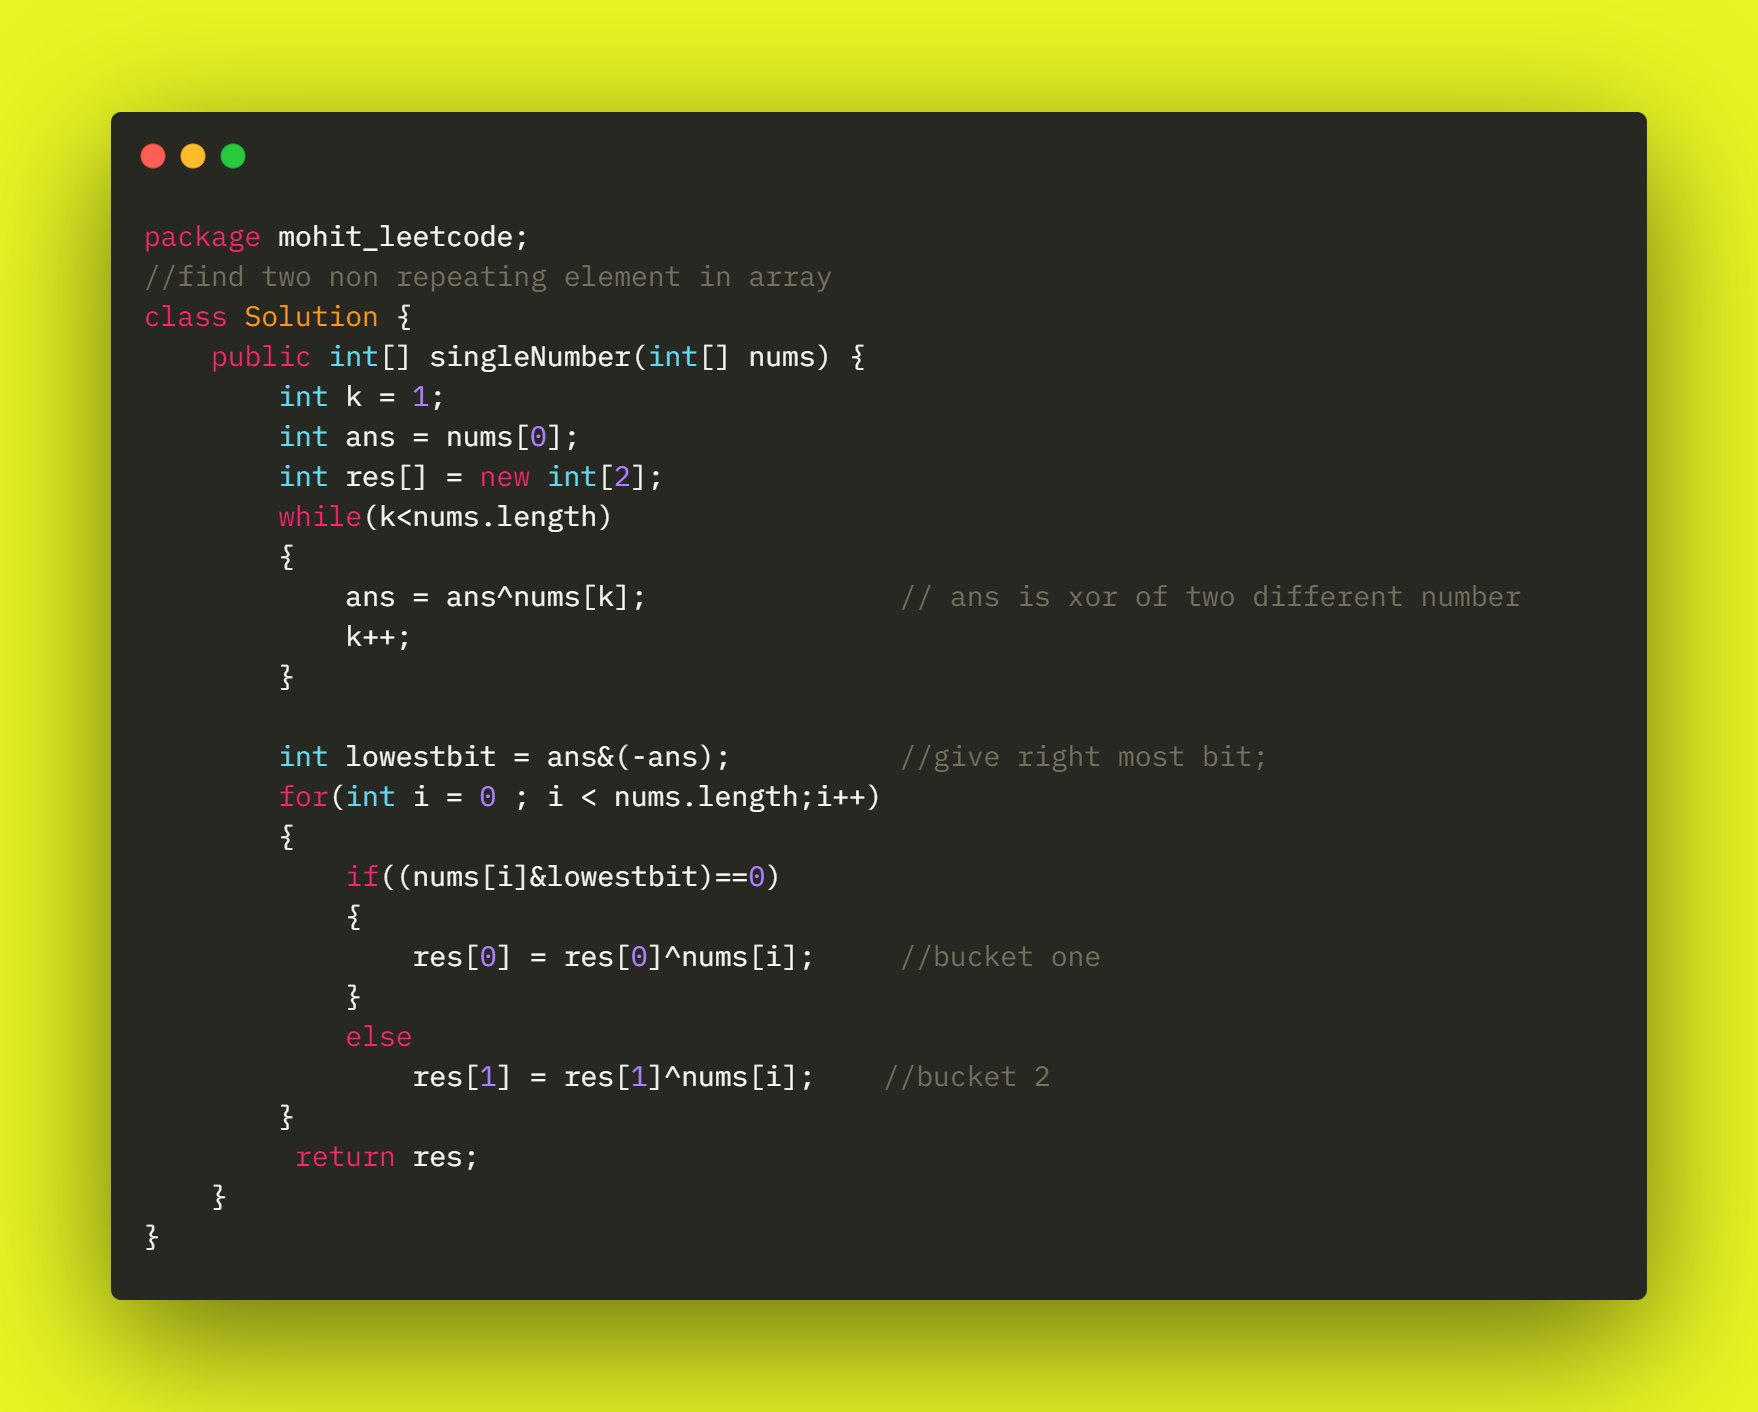 package mohit_leetcode;
//find two non repeating element in array
class Solution {
    public int[] singleNumber(int[] nums) {
        int k = 1;
        int ans = nums[0];
        int res[] = new int[2];
        while(k<nums.length)
        {
            ans = ans^nums[k];               // ans is xor of two different number
            k++;
        }

        int lowestbit = ans&(-ans);          //give right most bit;
        for(int i = 0 ; i < nums.length;i++)
        {
            if((nums[i]&lowestbit)==0)
            {
                res[0] = res[0]^nums[i];     //bucket one
            }
            else
                res[1] = res[1]^nums[i];    //bucket 2
        }
         return res;
    }
}